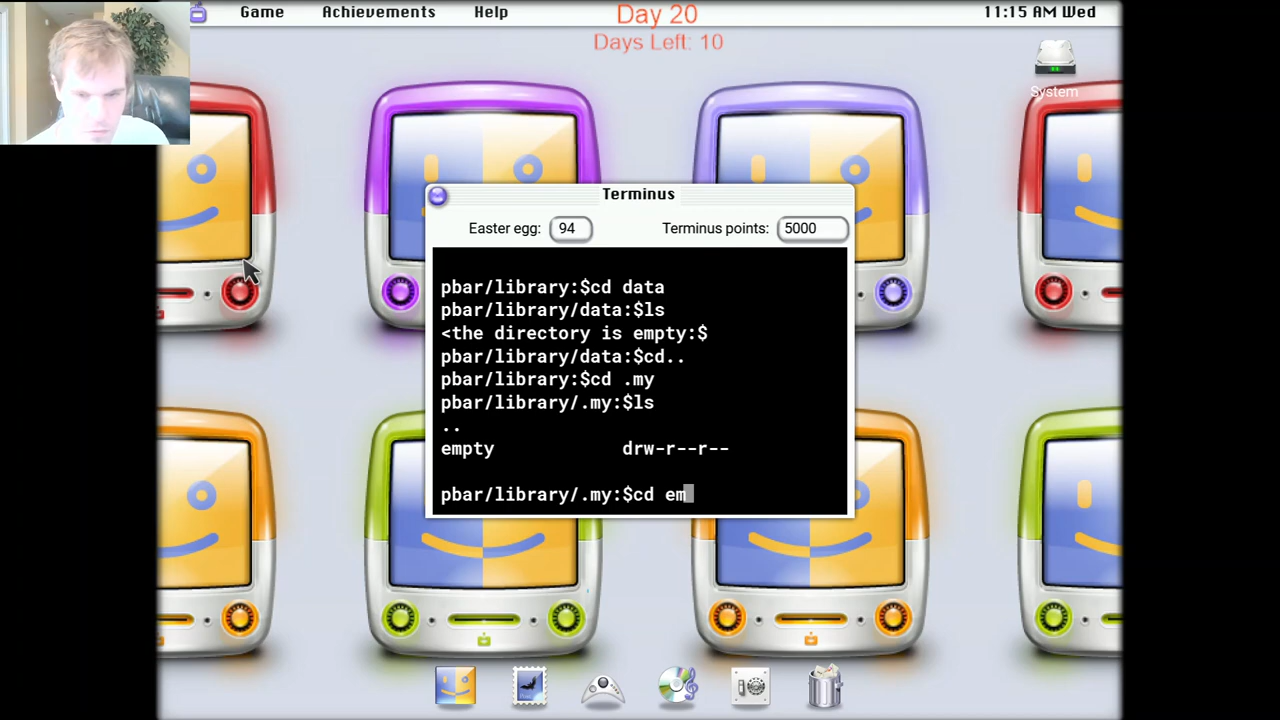 Game Achievements Help
Day 20
Days Left: 10
11:15 AM Wed
System
Terminus
Easter egg: 94
Terminus points: 5000
pbar/library:$cd data
pbar/library/data:$ls
<the directory is empty:$
pbar/library/data:$cd..
pbar/library:$cd .my
pbar/library/.my:$ls
..
empty drw-r--r--
pbar/library/.my:$cd em